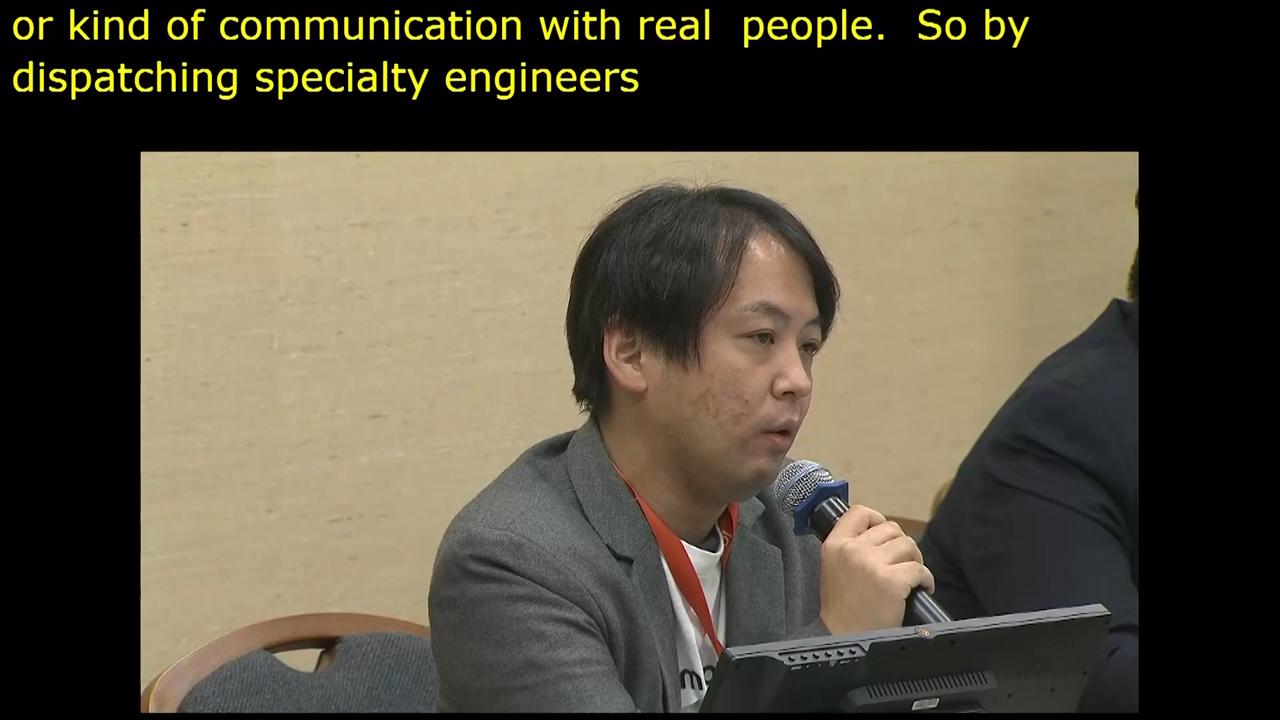 or kind of communication with real  people.  So by
dispatching specialty engineers